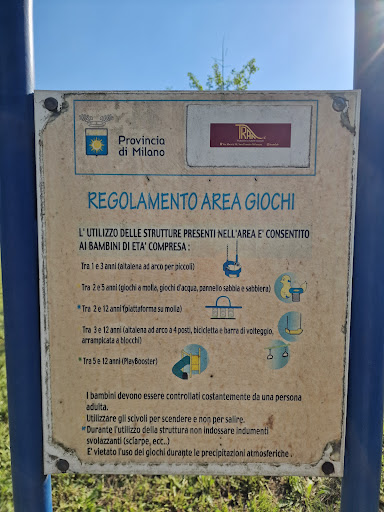 Provincia
di Milano
REGOLAMENTO AREA GIOCHI
L' UTILIZZO DELLE STRUTTURE PRESENTI NELL'AREA E' CONSENTITO
AI BAMBINI DI ETA' COMPRESA :
Tra 1 e 3 anni (altalena ad arco per piccoli)
Tra 2 e 5 anni (giochi a molla, giochi d'acqua, pannello sabbia e sabbiera)
* Tra 2 e 12 anni (piattaforma su molla)
Tra 3 e 12 anni (altalena ad arco a 4 posti, bicicletta e barra di volteggio,
arrampicata a blocchi)
* Tra 5 e 12 anni (PlayBooster)
I bambini devono essere controllati costantemente da una persona
adulta.
Utilizzare gli scivoli per scendere e non per salire.
* Durante l'utilizzo della struttura non indossare indumenti
svolazzanti (sciarpe, ecc..)
E' vietato l'uso dei giochi durante le precipitazioni atmosferiche .